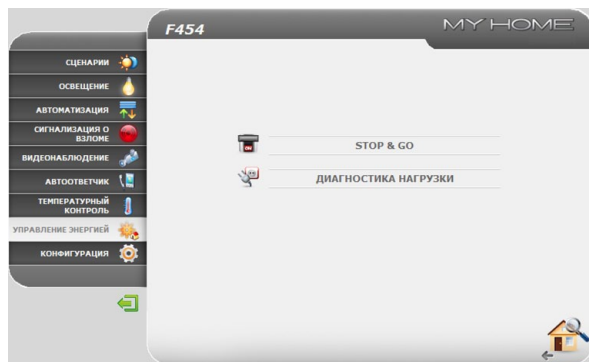 F454
MY HOME
СЦЕНАРИИ
ОСВЕЩЕНИЕ
АВТОМАТИЗАЦИЯ
СИГНАЛИЗАЦИЯ О
ВЗЛОМЕ
ВИДЕОНАБЛЮДЕНИЕ
АВТООТВЕТЧИК
ТЕМПЕРАТУРНЫЙ
КОНТРОЛЬ
УПРАВЛЕНИЕ ЭНЕРГИЕЙ
КОНФИГУРАЦИЯ
STOP & GO
ДИАГНОСТИКА НАГРУЗКИ